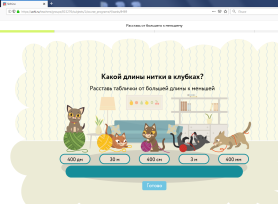 Расставь от большего к меньшему
Какой длины нитки в клубках?
Расставь таблички от большей длины к меньшей
400 дм
30 м
400 см
3 м
400 мм
Готово